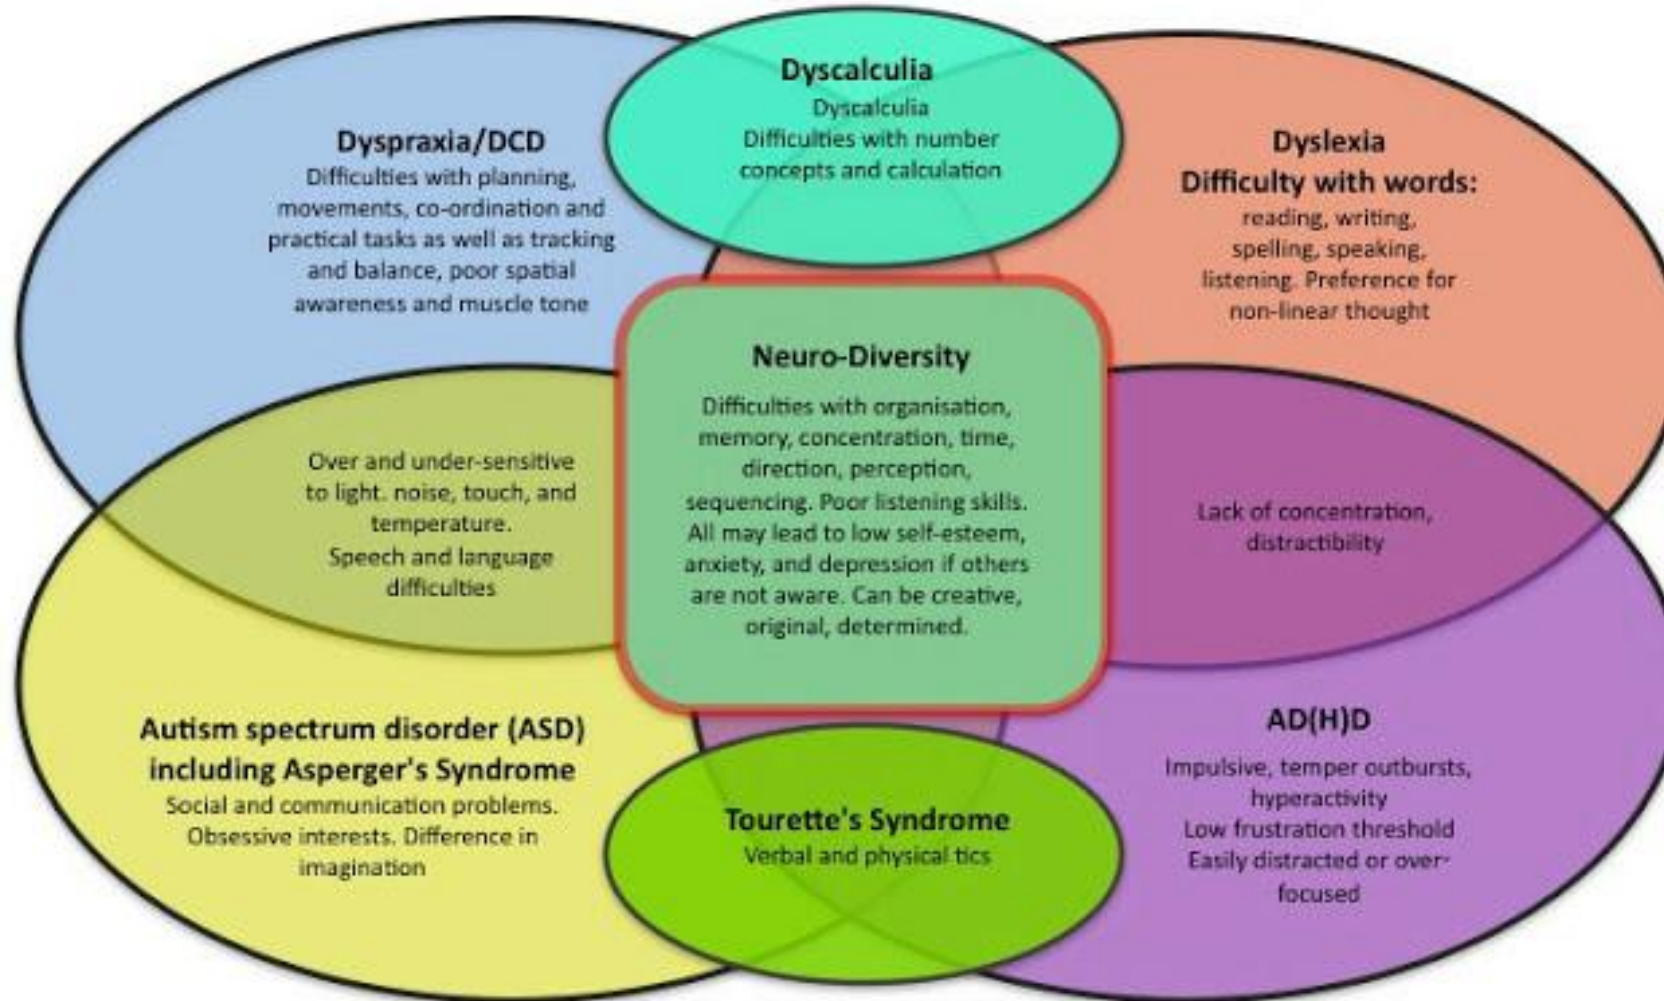 Dyscalculia
Dyscalculia
Difficulties with number
concepts and calculation
Dyspraxia/DCD
Difficulties with planning,
movements, co-ordination and
practical tasks as well as tracking
and balance, poor spatial
awareness and muscle tone
Dyslexia
Difficulty with words:
reading, writing,
spelling, speaking,
listening. Preference for
non-linear thought
Neuro-Diversity
Difficulties with organisation,
memory, concentration, time,
direction, perception,
sequencing. Poor listening skills.
All may lead to low self-esteem,
anxiety, and depression if others
are not aware. Can be creative,
original, determined.
Over and under-sensitive
to light. noise, touch, and
temperature.
Speech and language
difficulties
Lack of concentration,
distractibility
Autism spectrum disorder (ASD)
including Asperger's Syndrome
Social and communication problems.
Obsessive interests. Difference in
imagination
Tourette's Syndrome
Verbal and physical tics
AD(H)D
Impulsive, temper outbursts,
hyperactivity
Low frustration threshold
Easily distracted or over-
focused